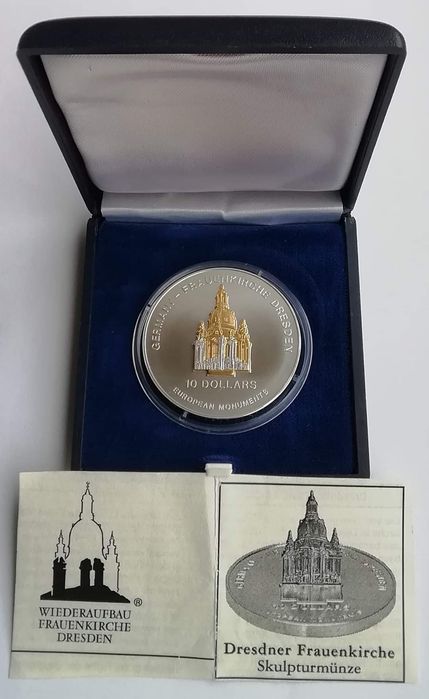 GERMANY - FRAUENKIRCHE DRESDEN
10 DOLLARS
EUROPEAN MONUMENTS
WIEDERAUFBAU
FRAUENKIRCHE
DRESDEN
®
Dresdner Frauenkirche
Skulpturmünze